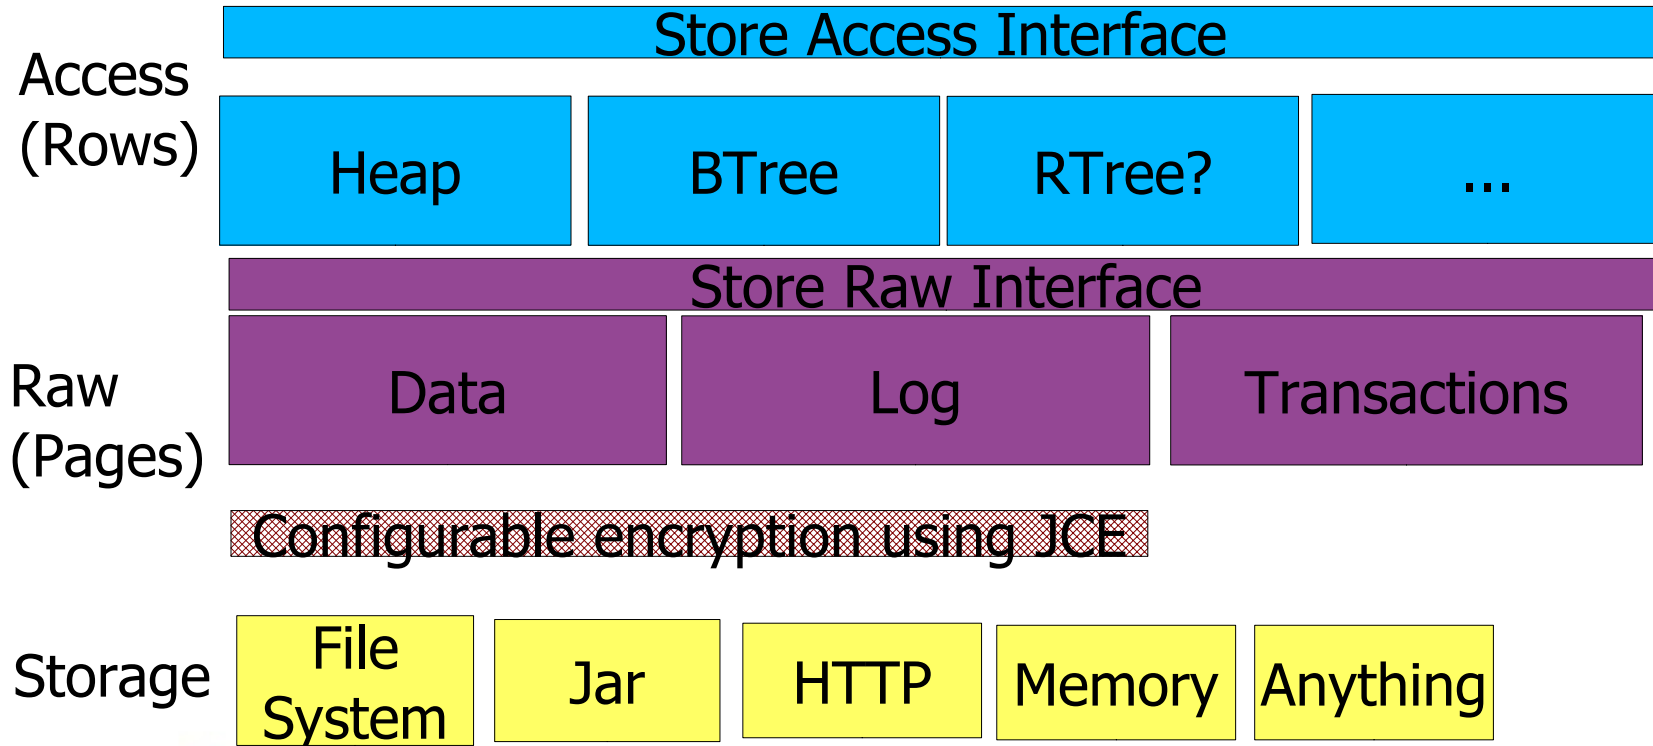 Store Access Interface
Access
(Rows)
Heap
BTree
RTree?
...
Store Raw Interface
Raw
(Pages)
Data
Log
Transactions
Configurable encryption using JCE
Storage
File
System
Jar
HTTP
Memory
Anything